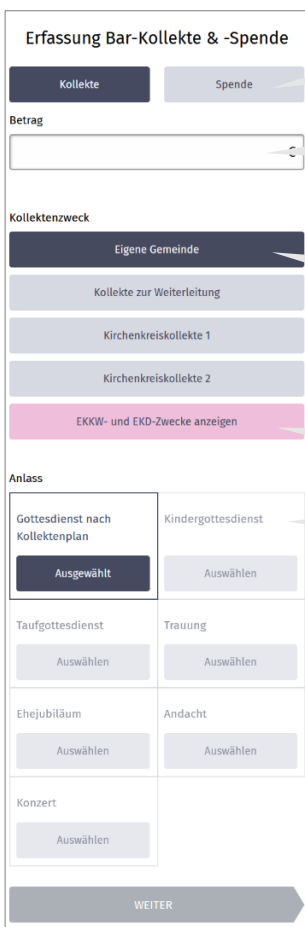 Erfassung Bar-Kollekte & -Spende
Kollekte
Spende
Betrag
Kollektenzweck
Eigene Gemeinde
Kollekte zur Weiterleitung
Kirchenkreiskollekte 1
Kirchenkreiskollekte 2
EKKW- und EKD-Zwecke anzeigen
Anlass
Gottesdienst nach
Kollektenplan
Ausgewählt
Kindergottesdienst
Auswählen
Taufgottesdienst
Auswählen
Trauung
Auswählen
Ehejubiläum
Auswählen
Andacht
Auswählen
Konzert
Auswählen
WEITER